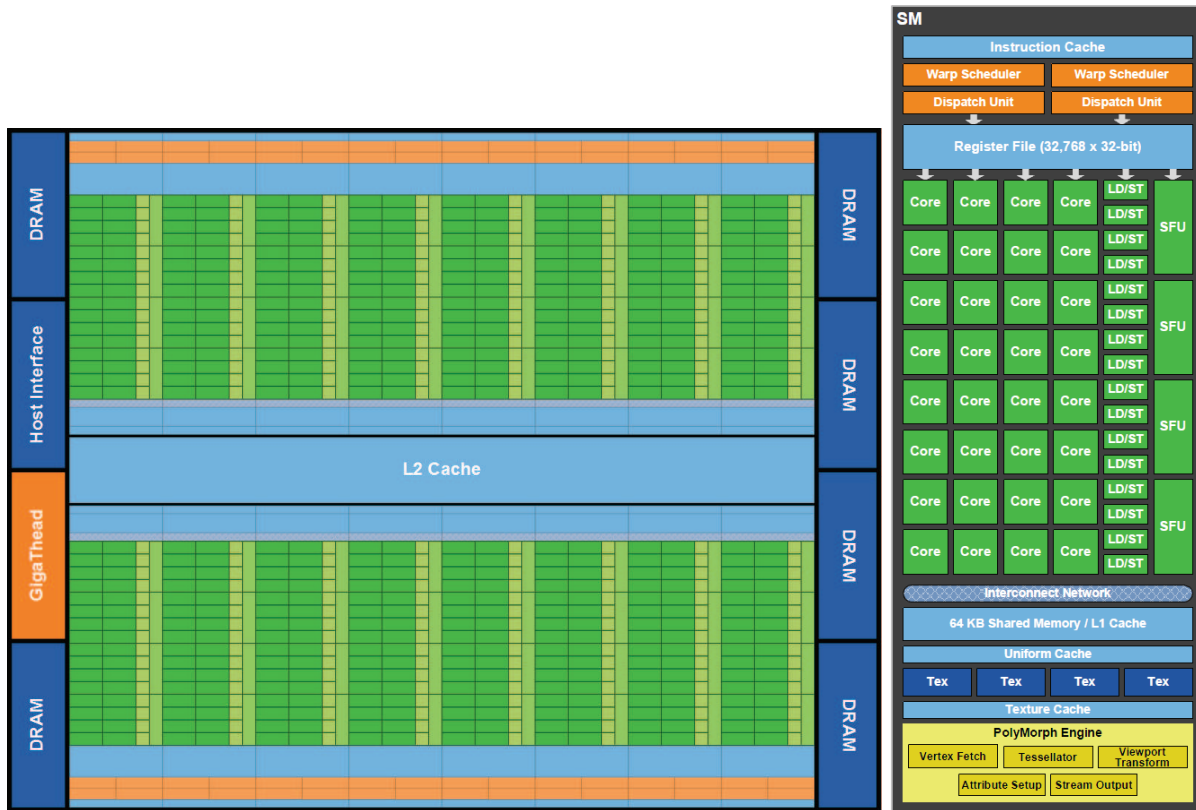 DRAM
Host Interface
GigaThead
DRAM
L2 Cache
DRAM
DRAM
DRAM
DRAM
SM
Instruction Cache
Warp Scheduler Warp Scheduler
Dispatch Unit Dispatch Unit
Register File (32,768 x 32-bit)
Core Core Core Core LD/ST LD/ST SFU
Core Core Core Core LD/ST LD/ST
Core Core Core Core LD/ST LD/ST SFU
Core Core Core Core LD/ST LD/ST
Core Core Core Core LD/ST LD/ST SFU
Core Core Core Core LD/ST LD/ST
Core Core Core Core LD/ST LD/ST SFU
Core Core Core Core LD/ST LD/ST
Interconnect Network
64 KB Shared Memory / L1 Cache
Uniform Cache
Tex Tex Tex Tex
Texture Cache
PolyMorph Engine
Vertex Fetch Tessellator Viewport
Transform
Attribute Setup Stream Output